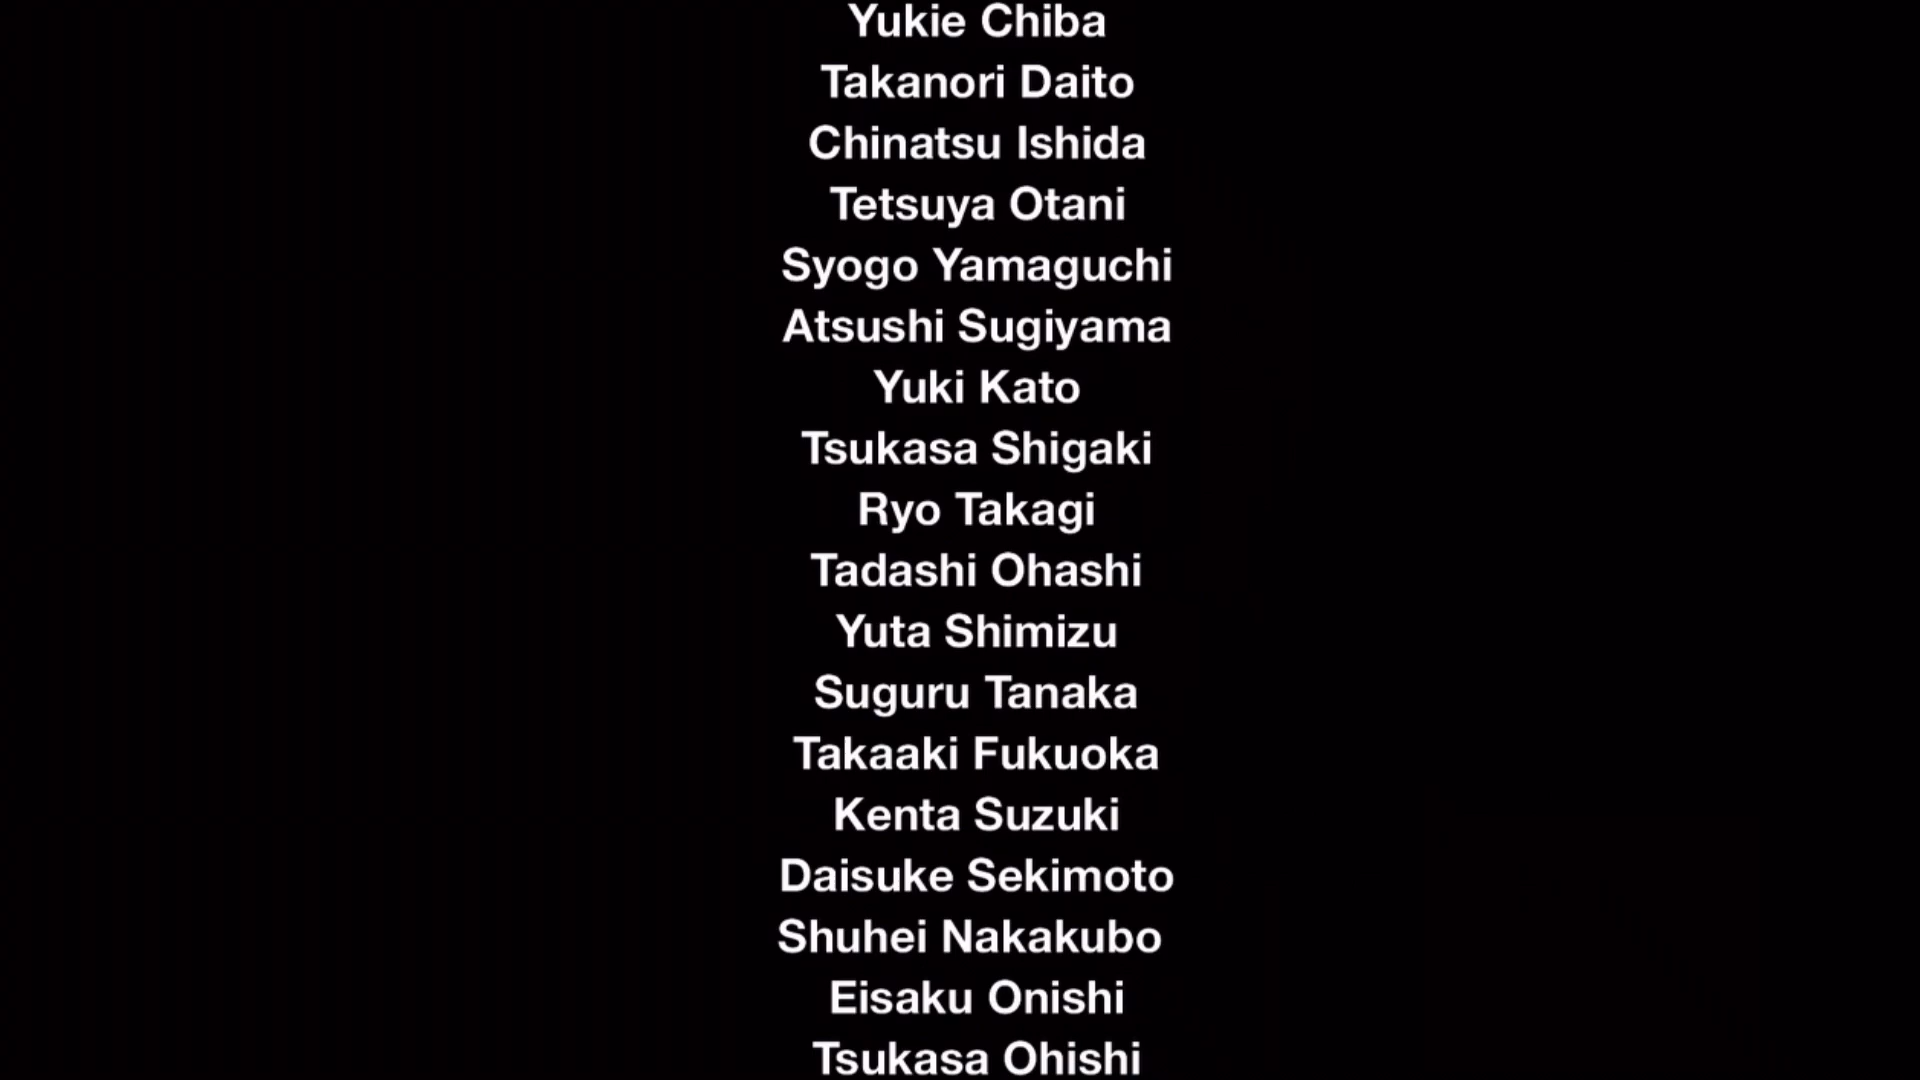 Yukie Chiba
Takanori Daito
Chinatsu Ishida
Tetsuya Otani
Syogo Yamaguchi
Atsushi Sugiyama
Yuki Kato
Tsukasa Shigaki
Ryo Takagi
Tadashi Ohashi
Yuta Shimizu
Suguru Tanaka
Takaaki Fukuoka
Kenta Suzuki
Daisuke Sekimoto
Shuhei Nakakubo
Eisaku Onishi
Tsukasa Ohishi